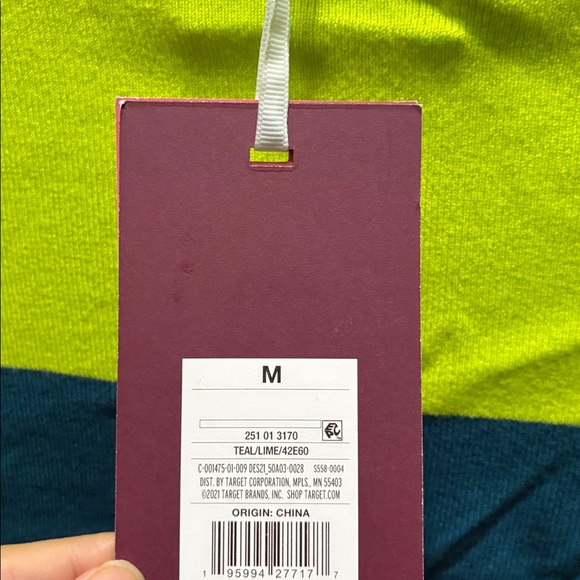 M
251 01 3170
TEAL/LIME/42E60
C-001475-01-009 DES21_50A03-0028 S558-0004
DIST. BY TARGET CORPORATION, MPLS., MN 55403
©2021 TARGET BRANDS, INC. SHOP TARGET.COM
ORIGIN: CHINA
1 95994 27717 7